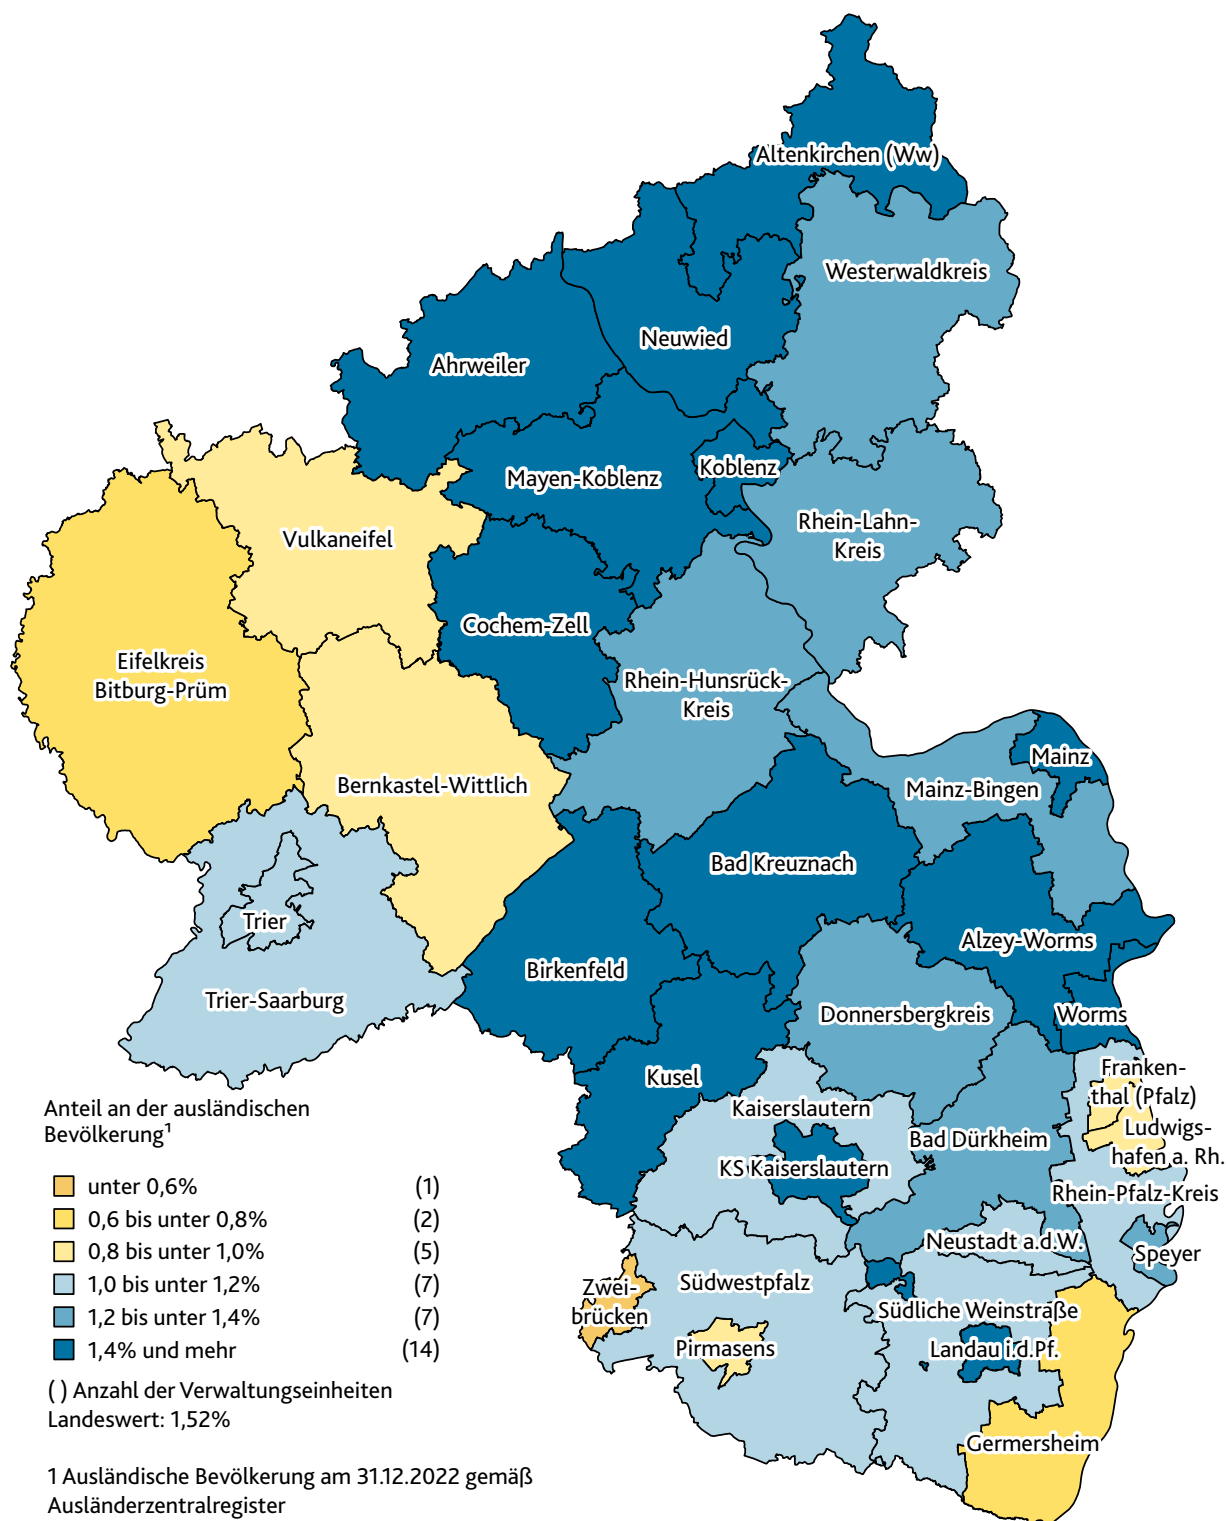 Altenkirchen (Ww)
Westerwaldkreis
Neuwied
Ahrweiler
Koblenz
Mayen-Koblenz
Rhein-Lahn-
Kreis
Vulkaneifel
Cochem-Zell
Eifelkreis
Bitburg-Prüm
Rhein-Hunsrück-
Kreis
Mainz
Bernkastel-Wittlich
Mainz-Bingen
Bad Kreuznach
Trier
Alzey-Worms
Birkenfeld
Trier-Saarburg
Donnersbergkreis
Worms
Kusel
Franken-
thal (Pfalz)
Kaiserslautern
Ludwigs-
hafen a. Rh.
Bad Dürkheim
KS Kaiserslautern
Rhein-Pfalz-Kreis
Neustadt a.d.W.
Speyer
Zwei-
brücken
Südwestpfalz
Südliche Weinstraße
Pirmasens
Landau i.d.Pf.
Germersheim
Anteil an der ausländischen
Bevölkerung¹
unter 0,6% (1)
0,6 bis unter 0,8% (2)
0,8 bis unter 1,0% (5)
1,0 bis unter 1,2% (7)
1,2 bis unter 1,4% (7)
1,4% und mehr (14)
( ) Anzahl der Verwaltungseinheiten
Landeswert: 1,52%
1 Ausländische Bevölkerung am 31.12.2022 gemäß
Ausländerzentralregister